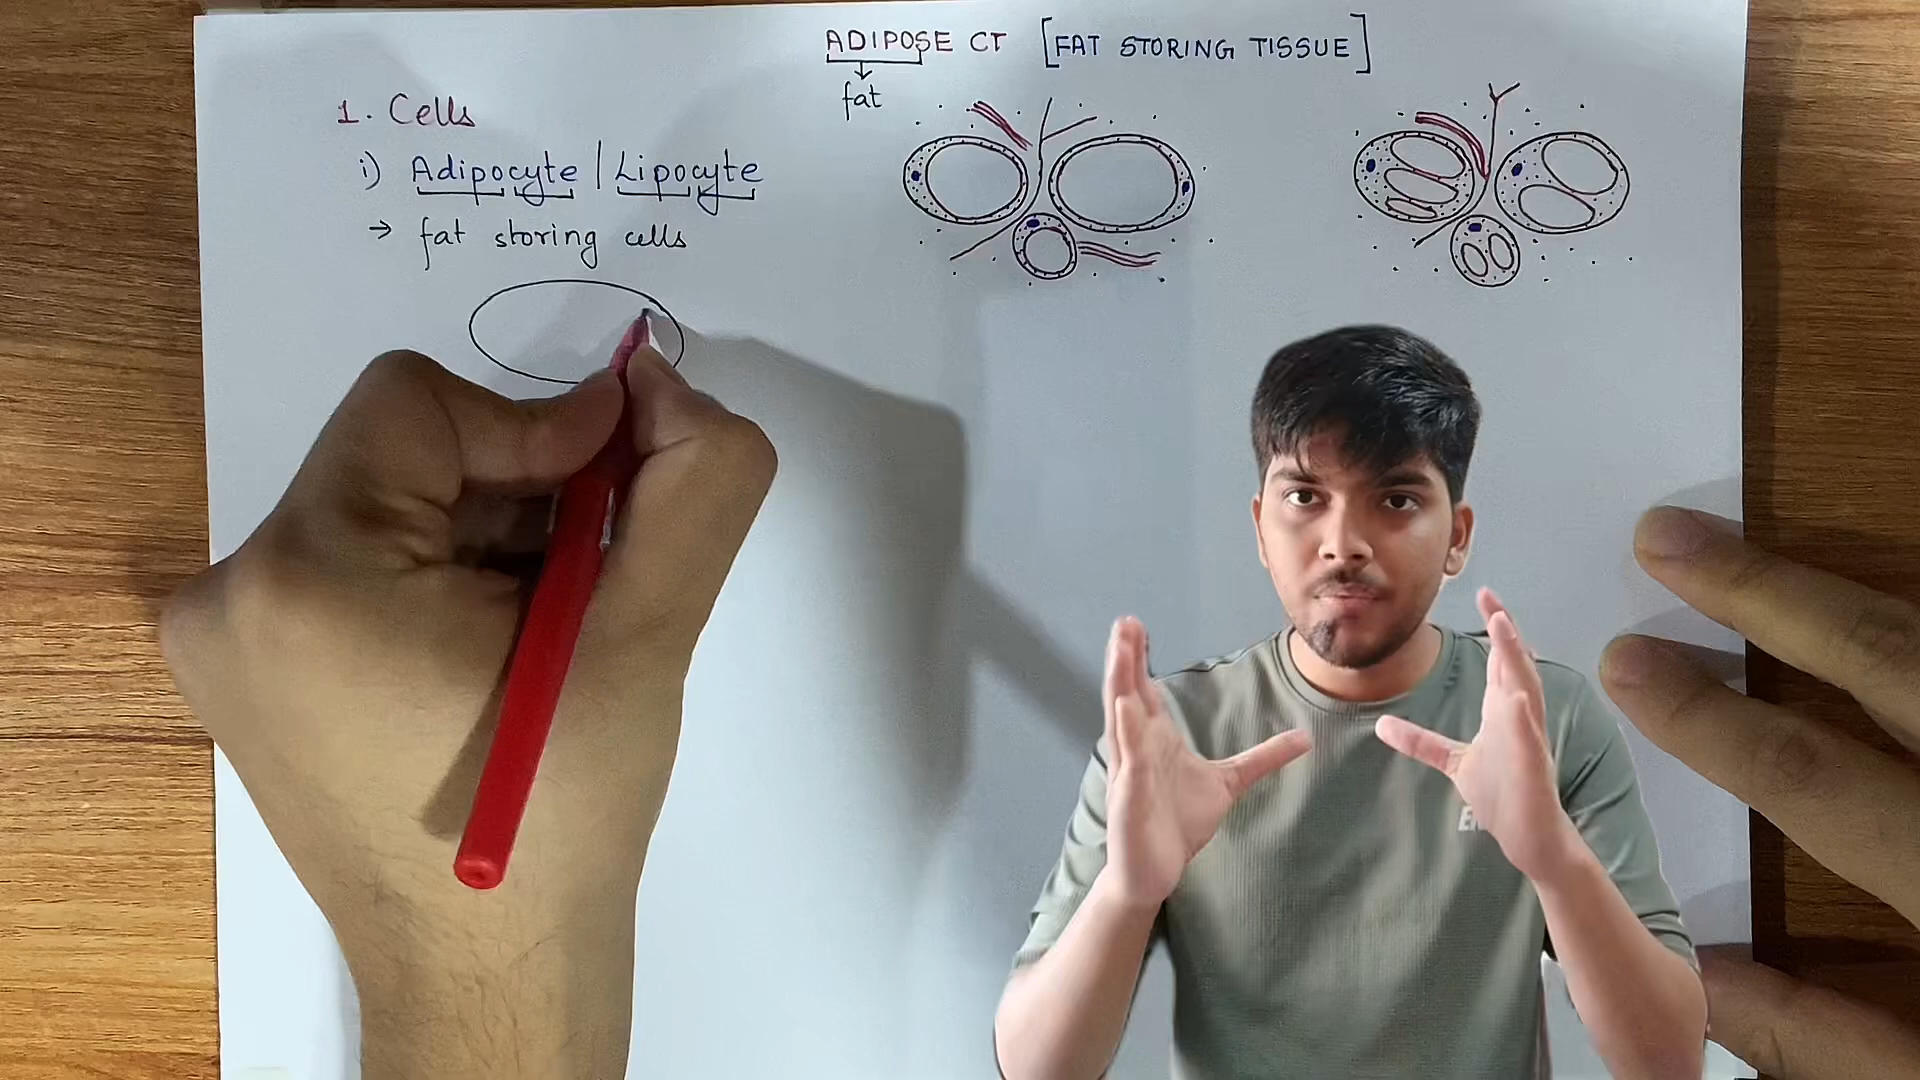 ADIPOSE CT [FAT STORING TISSUE]
fat
1. Cells
i) Adipocyte | Lipocyte
→ fat storing cells